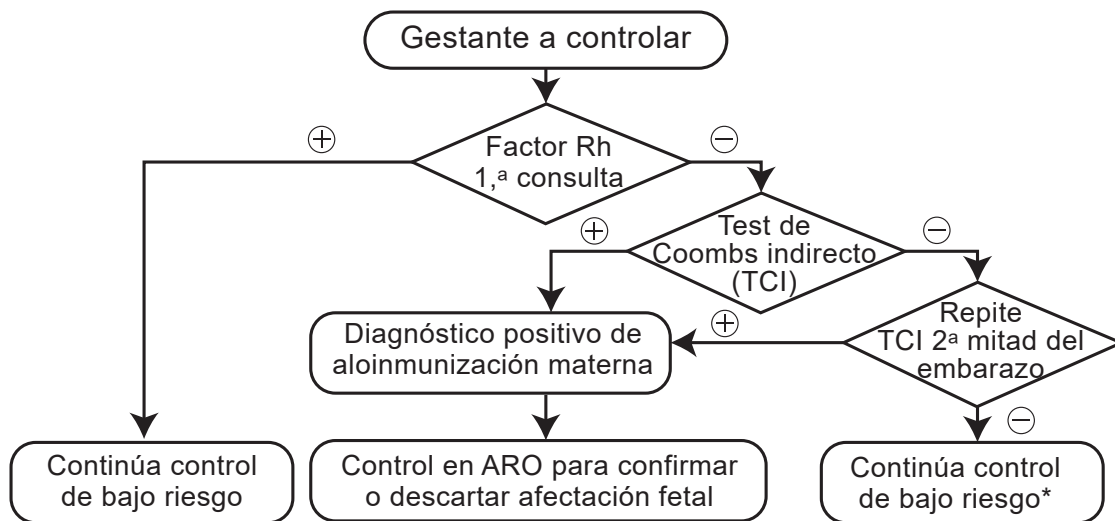 Gestante a controlar
⊕
⊖
Factor Rh
1,ª consulta
⊕
⊖
Test de
Coombs indirecto
(TCI)
⊕
Repite
TCI 2ª mitad del
embarazo
Diagnóstico positivo de
aloinmunización materna
⊖
Continúa control
de bajo riesgo
Control en ARO para confirmar
o descartar afectación fetal
Continúa control
de bajo riesgo*